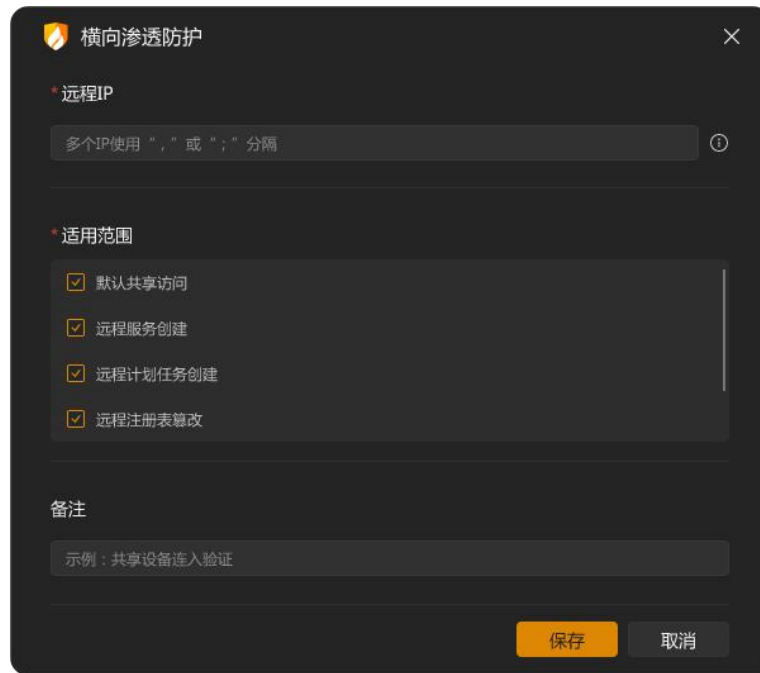 横向渗透防护
*远程IP
多个IP使用 ＂,＂ 或 ＂;＂ 分隔
*适用范围
默认共享访问
远程服务创建
远程计划任务创建
远程注册表篡改
备注
示例：共享设备连入验证
保存
取消